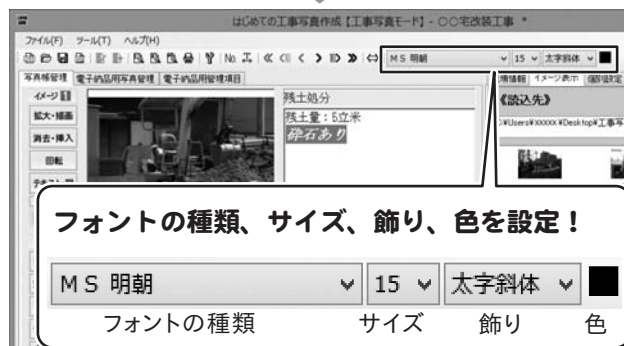 はじめての工事写真作成【工事写真モード】 - ○○宅改装工事 *
ファイル(F) ツール(T) ヘルプ(H)
ＭＳ 明朝 15 太字斜体
写真帳管理 電子納品用写真管理 電子納品用管理項目 イメージ表示
イメージ 1 残土処分 《読込先》
拡大・描画 残土量：5立米
消去・挿入 砕石あり
回転
フォントの種類、サイズ、飾り、色を設定！
ＭＳ 明朝 15 太字斜体
フォントの種類 サイズ 飾り 色